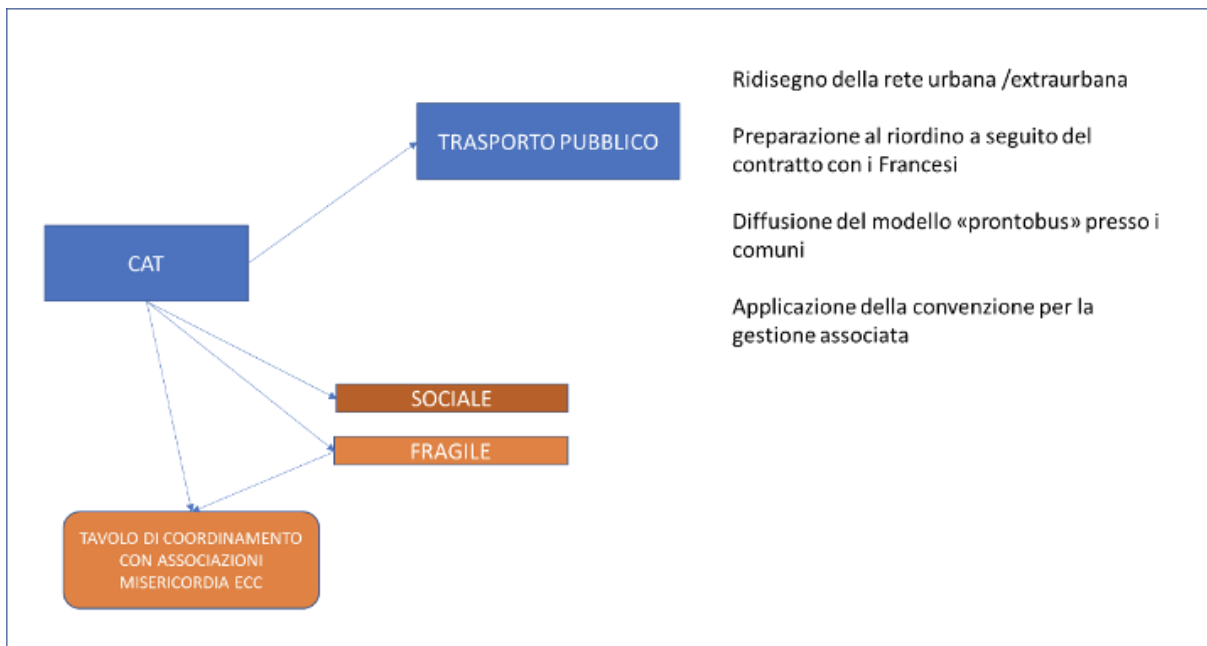 TRASPORTO PUBBLICO
CAT
SOCIALE
FRAGILE
TAVOLO DI COORDINAMENTO
CON ASSOCIAZIONI
MISERICORDIA ECC
Ridisegno della rete urbana /extraurbana
Preparazione al riordino a seguito del
contratto con i Francesi
Diffusione del modello «prontobus» presso i
comuni
Applicazione della convenzione per la
gestione associata